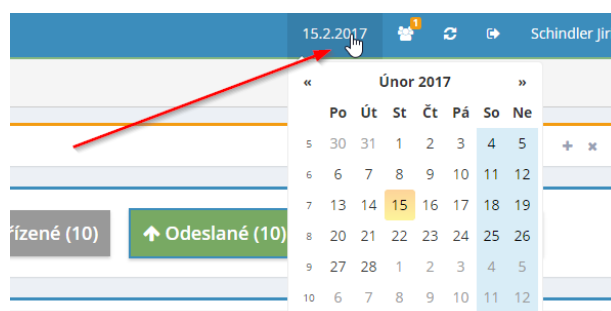 15.2.2017 1 Schindler Jir
« Únor 2017 »
Po Út St Čt Pá So Ne
5 30 31 1 2 3 4 5
6 6 7 8 9 10 11 12
7 13 14 15 16 17 18 19
8 20 21 22 23 24 25 26
9 27 28 1 2 3 4 5
10 6 7 8 9 10 11 12
řízené (10)
Odeslané (10)